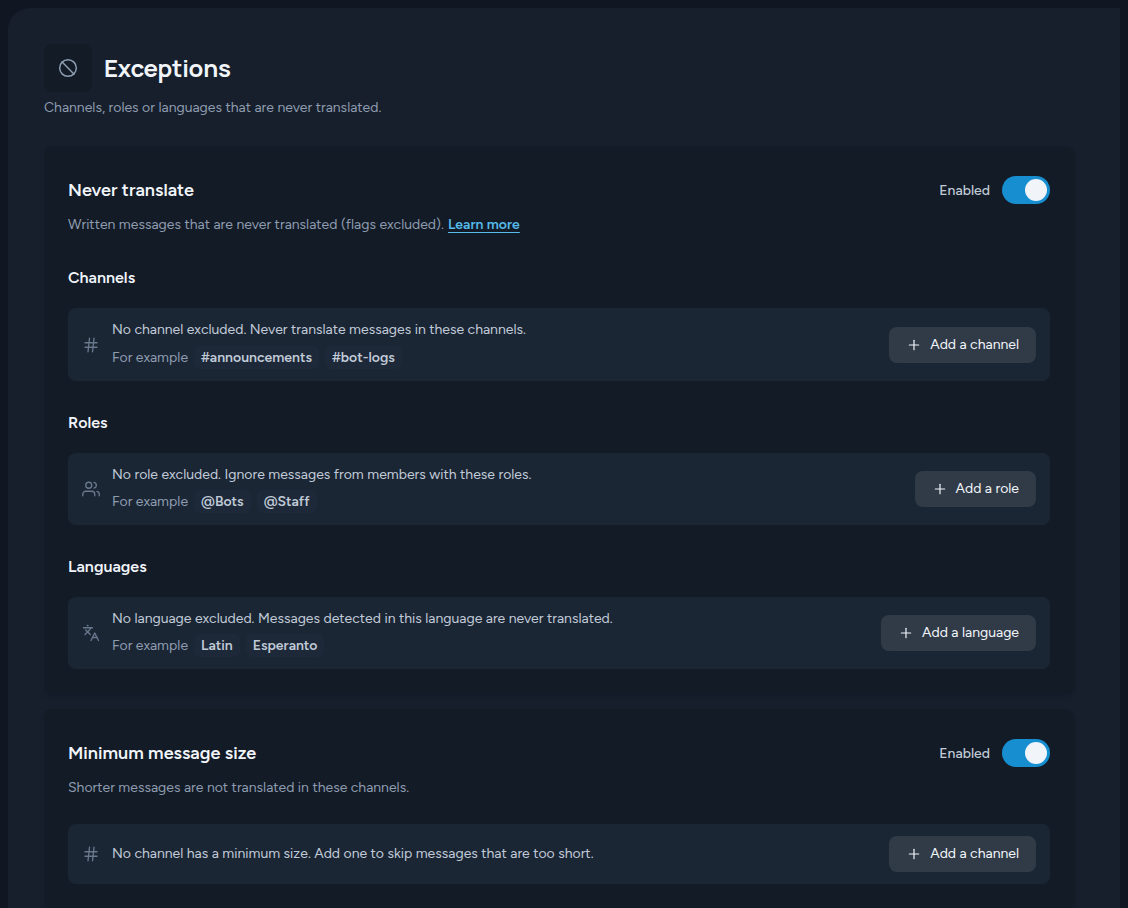 Exceptions
Channels, roles or languages that are never translated.
Never translate
Enabled
Written messages that are never translated (flags excluded). Learn more
Channels
No channel excluded. Never translate messages in these channels.
For example #announcements #bot-logs
+ Add a channel
Roles
No role excluded. Ignore messages from members with these roles.
For example @Bots @Staff
+ Add a role
Languages
No language excluded. Messages detected in this language are never translated.
For example Latin Esperanto
+ Add a language
Minimum message size
Enabled
Shorter messages are not translated in these channels.
No channel has a minimum size. Add one to skip messages that are too short.
+ Add a channel